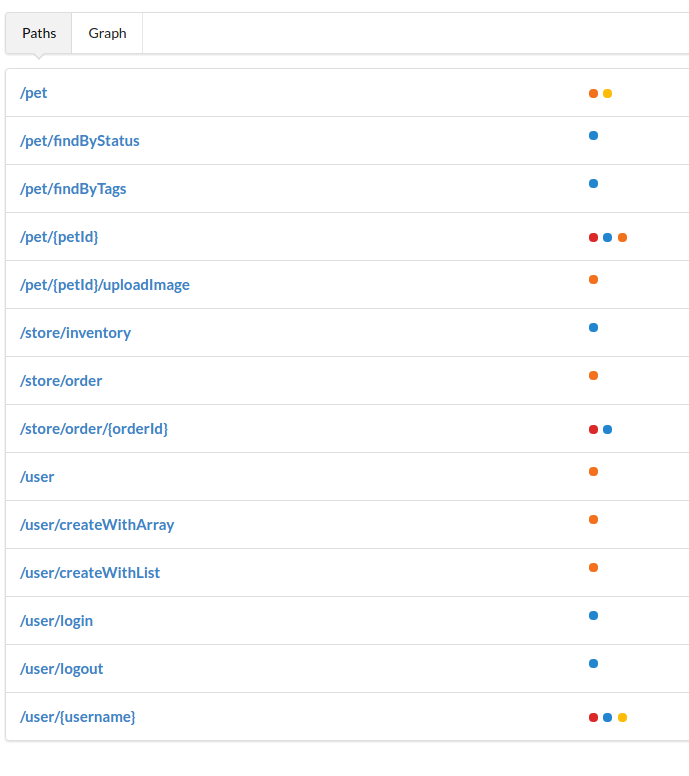 Paths Graph
/pet
/pet/findByStatus
/pet/findByTags
/pet/{petId}
/pet/{petId}/uploadImage
/store/inventory
/store/order
/store/order/{orderId}
/user
/user/createWithArray
/user/createWithList
/user/login
/user/logout
/user/{username}